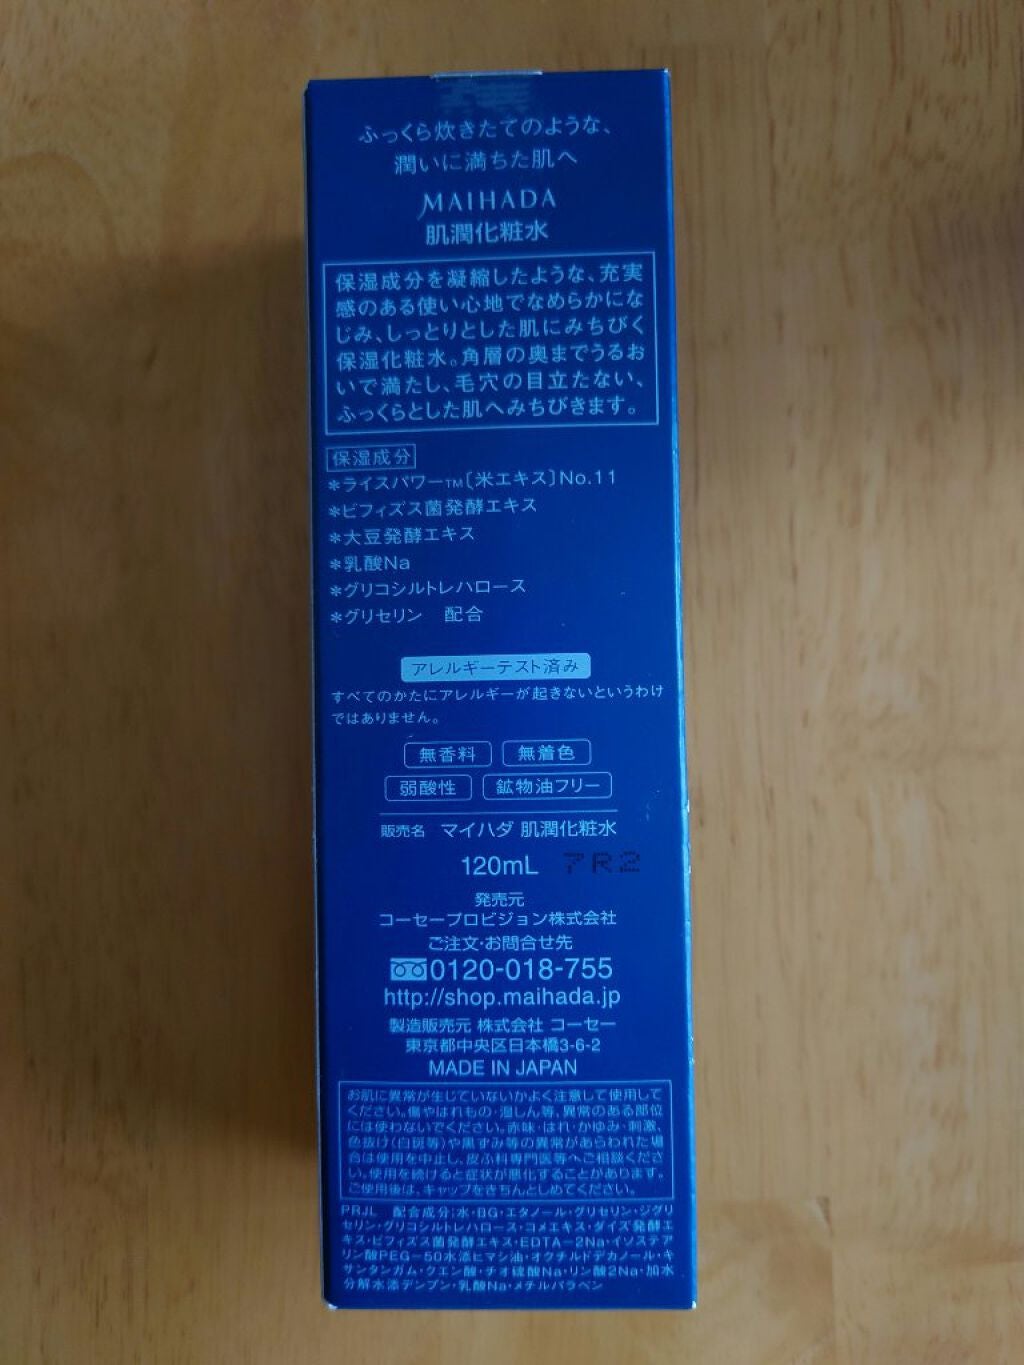 ふっくら炊きたてのような、
潤いに満ちた肌へ
MAIHADA
肌潤化粧水
保湿成分を凝縮したような、充実
感のある使い心地でなめらかにな
じみ、しっとりとした肌にみちびく
保湿化粧水。角層の奥までうるお
いで満たし、毛穴の目立たない、
ふっくらとした肌へみちびきます。
保湿成分
*ライスパワー™〔米エキス〕No.11
*ビフィズス菌発酵エキス
*大豆発酵エキス
*乳酸Na
*グリコシルトレハロース
*グリセリン 配合
アレルギーテスト済み
すべてのかたにアレルギーが起きないというわけ
ではありません。
無香料 無着色
弱酸性 鉱物油フリー
販売名 マイハダ 肌潤化粧水
120mL アR2
発売元
コーセープロビジョン株式会社
ご注文・お問合せ先
0120-018-755
http://shop.maihada.jp
製造販売元 株式会社 コーセー
東京都中央区日本橋3-6-2
MADE IN JAPAN
お肌に異常が生じていないかよく注意して使用して
ください。傷やはれもの・湿しん等、異常のある部位
には使わないでください。赤味・はれ・かゆみ・刺激、
色抜け(白斑等)や黒ずみ等の異常があらわれた場
合は使用を中止し、皮ふ科専門医等へご相談くださ
い。使用を続けると症状が悪化することがあります。
ご使用後は、キャップをきちんとしめてください。
PRJL 配合成分:水・BG・エタノール・グリセリン・ジグリ
セリン・グリコシルトレハロース・コメエキス・ダイズ発酵エ
キス・ビフィズス菌発酵エキス・EDTA-2Na・イソステア
リン酸PEG-50水添ヒマシ油・オクチルドデカノール・キ
サンタンガム・クエン酸・チオ硫酸Na・リン酸2Na・加水
分解水添デンプン・乳酸Na・メチルパラベン